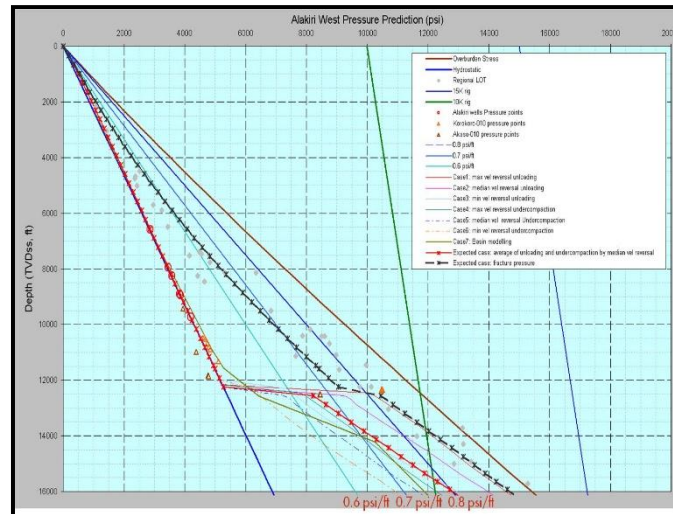 Alakiri West Pressure Prediction (psi)
0 2000 4000 6000 8000 10000 12000 14000 16000 18000 2000
0
2000
4000
6000
8000
10000
12000
14000
16000
Depth (TVDss, ft)
Overburden Stress
Hydrostatic
Regional LOT
15K rig
10K rig
Alakiri wells Pressure points
Korokoro 010 pressure points
Akaso 010 pressure points
0.8 psi/ft
0.7 psi/ft
0.6 psi/ft
Case1: max vel reversal unloading
Case2: median vel reversal unloading
Case3: min vel reversal unloading
Case4: max vel reversal undercompaction
Case5: median vel reversal Undercompaction
Case6: min vel reversal undercompaction
Case7: Basin modelling
Expected case: average of unloading and undercompaction by median vel reversal
Expected case: fracture pressure
0.6 psi/ft 0.7 psi/ft 0.8 psi/ft